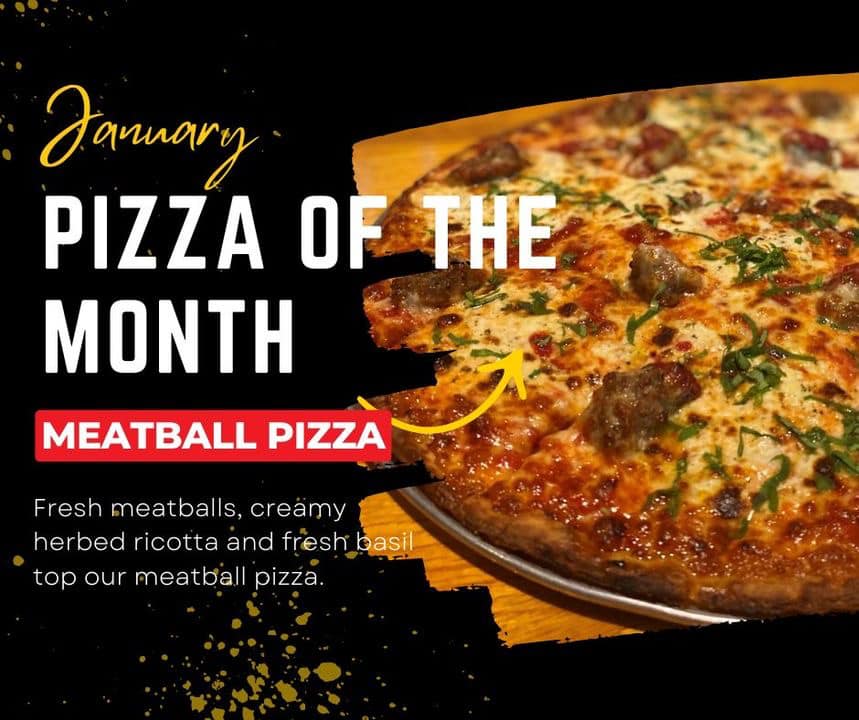 January
PIZZA OF THE
MONTH
MEATBALL PIZZA
Fresh meatballs, creamy
herbed ricotta and fresh basil
top our meatball pizza.